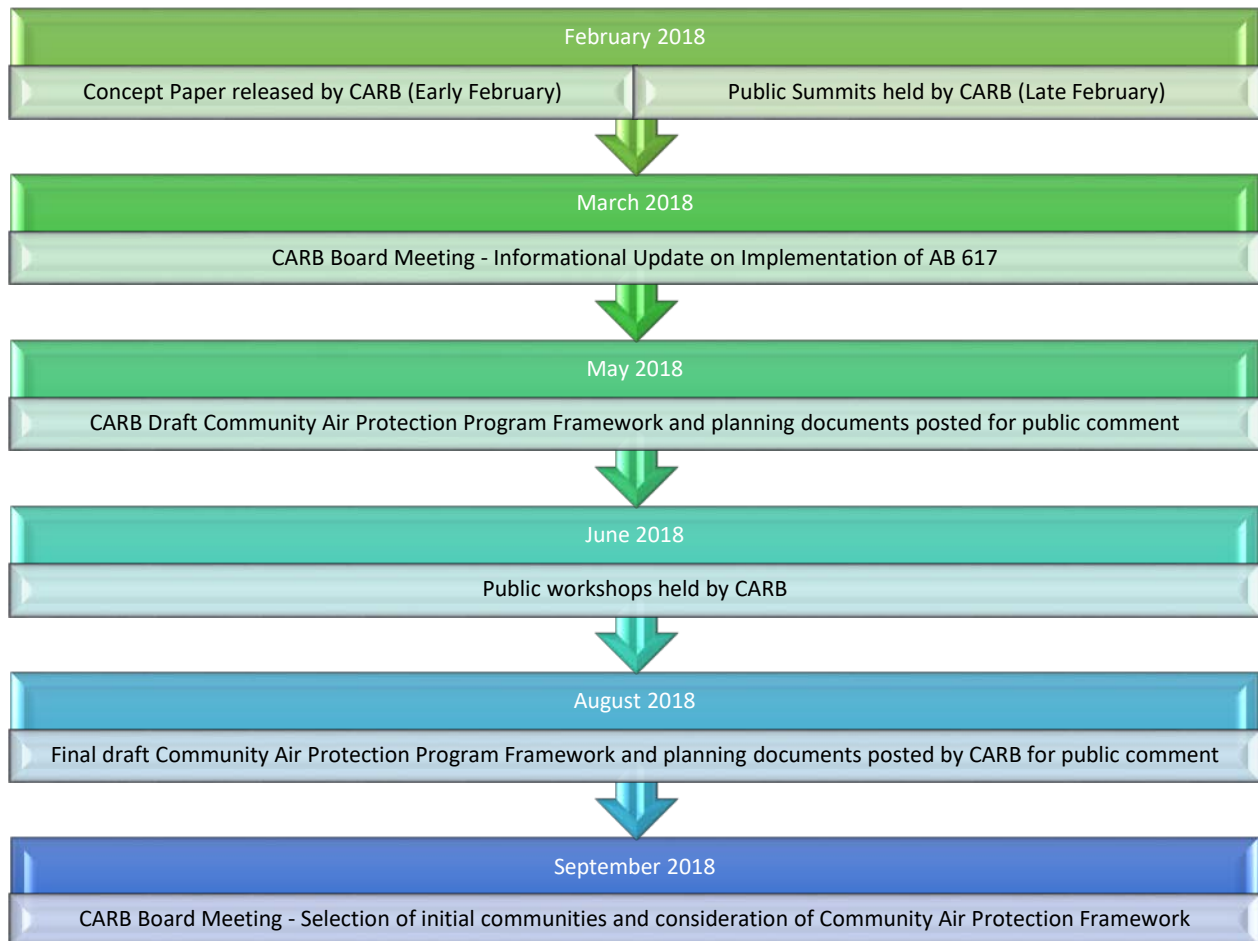 February 2018
Concept Paper released by CARB (Early February)
Public Summits held by CARB (Late February)
March 2018
CARB Board Meeting - Informational Update on Implementation of AB 617
May 2018
CARB Draft Community Air Protection Program Framework and planning documents posted for public comment
June 2018
Public workshops held by CARB
August 2018
Final draft Community Air Protection Program Framework and planning documents posted by CARB for public comment
September 2018
CARB Board Meeting - Selection of initial communities and consideration of Community Air Protection Framework